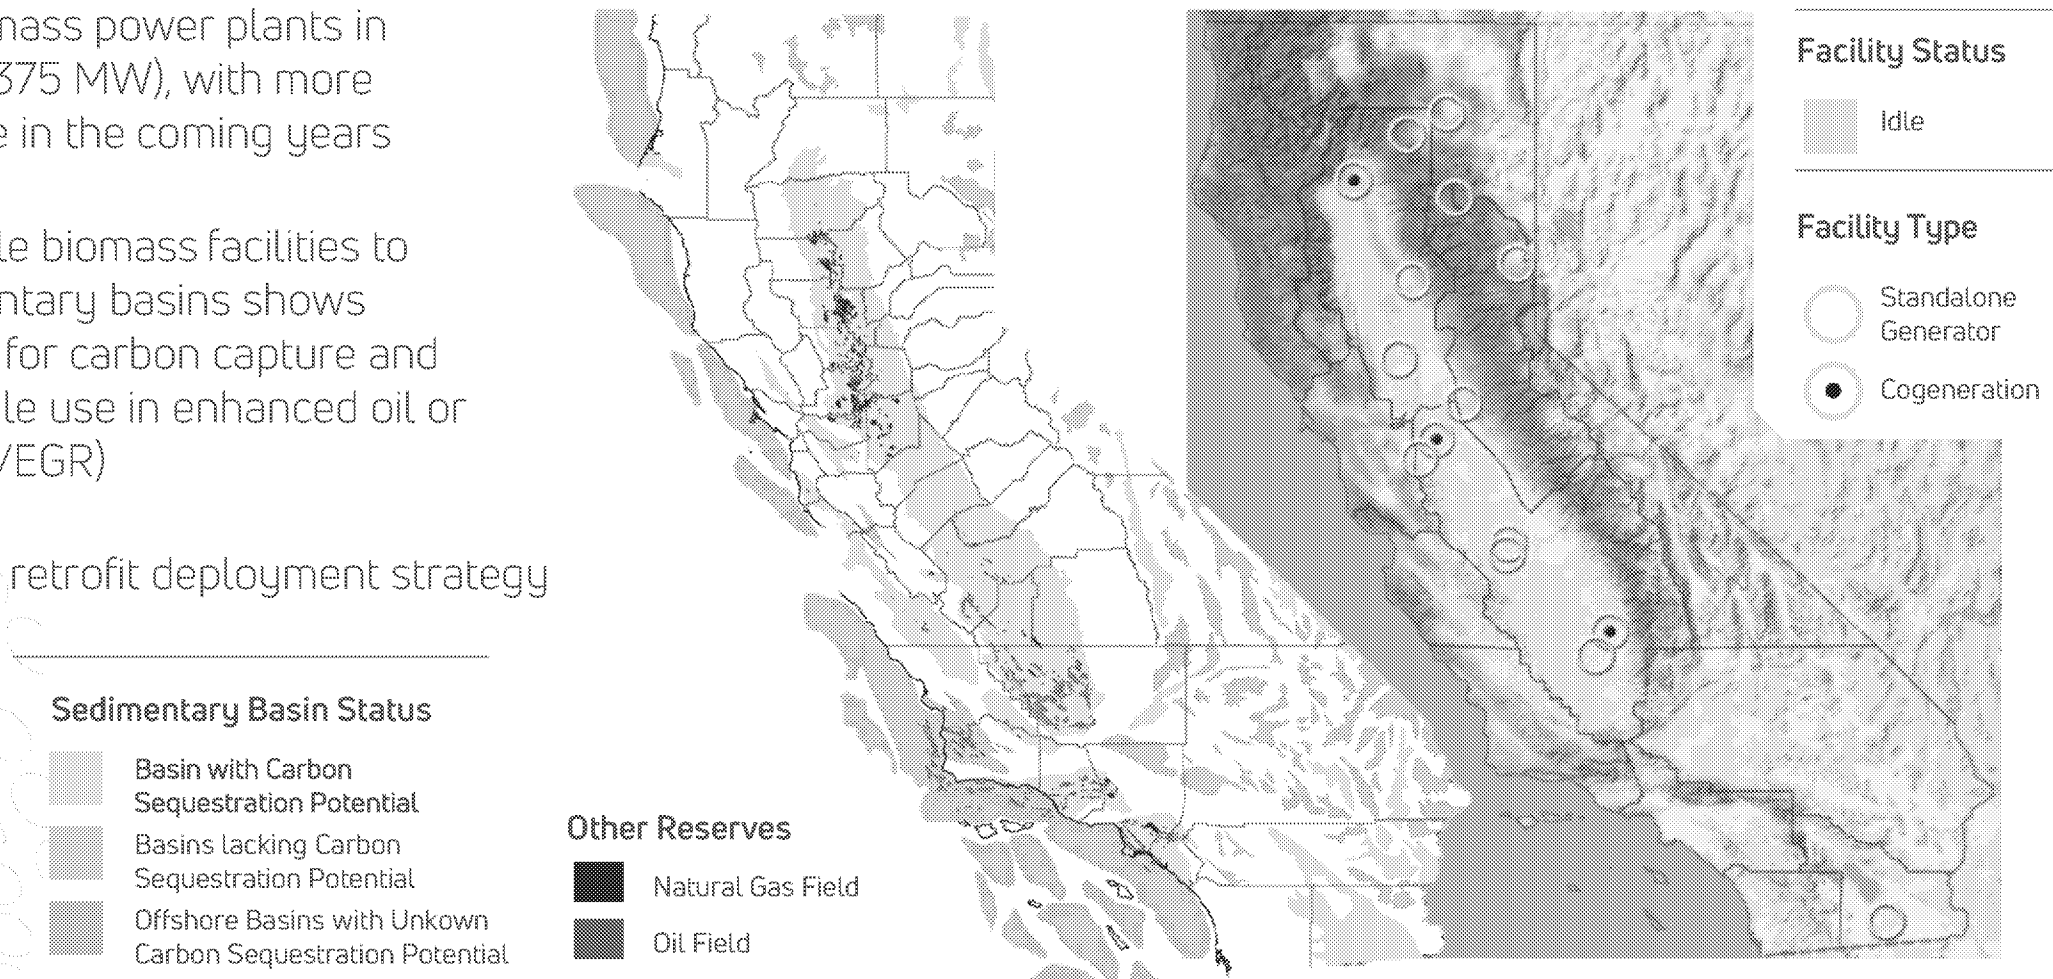 mass power plants in
375 MW), with more
e in the coming years
le biomass facilities to
ntary basins shows
for carbon capture and
le use in enhanced oil or
/EGR)
retrofit deployment strategy
Sedimentary Basin Status
Basin with Carbon
Sequestration Potential
Basins lacking Carbon
Sequestration Potential
Offshore Basins with Unkown
Carbon Sequestration Potential
Other Reserves
Natural Gas Field
Oil Field
Facility Status
Idle
Facility Type
Standalone
Generator
Cogeneration